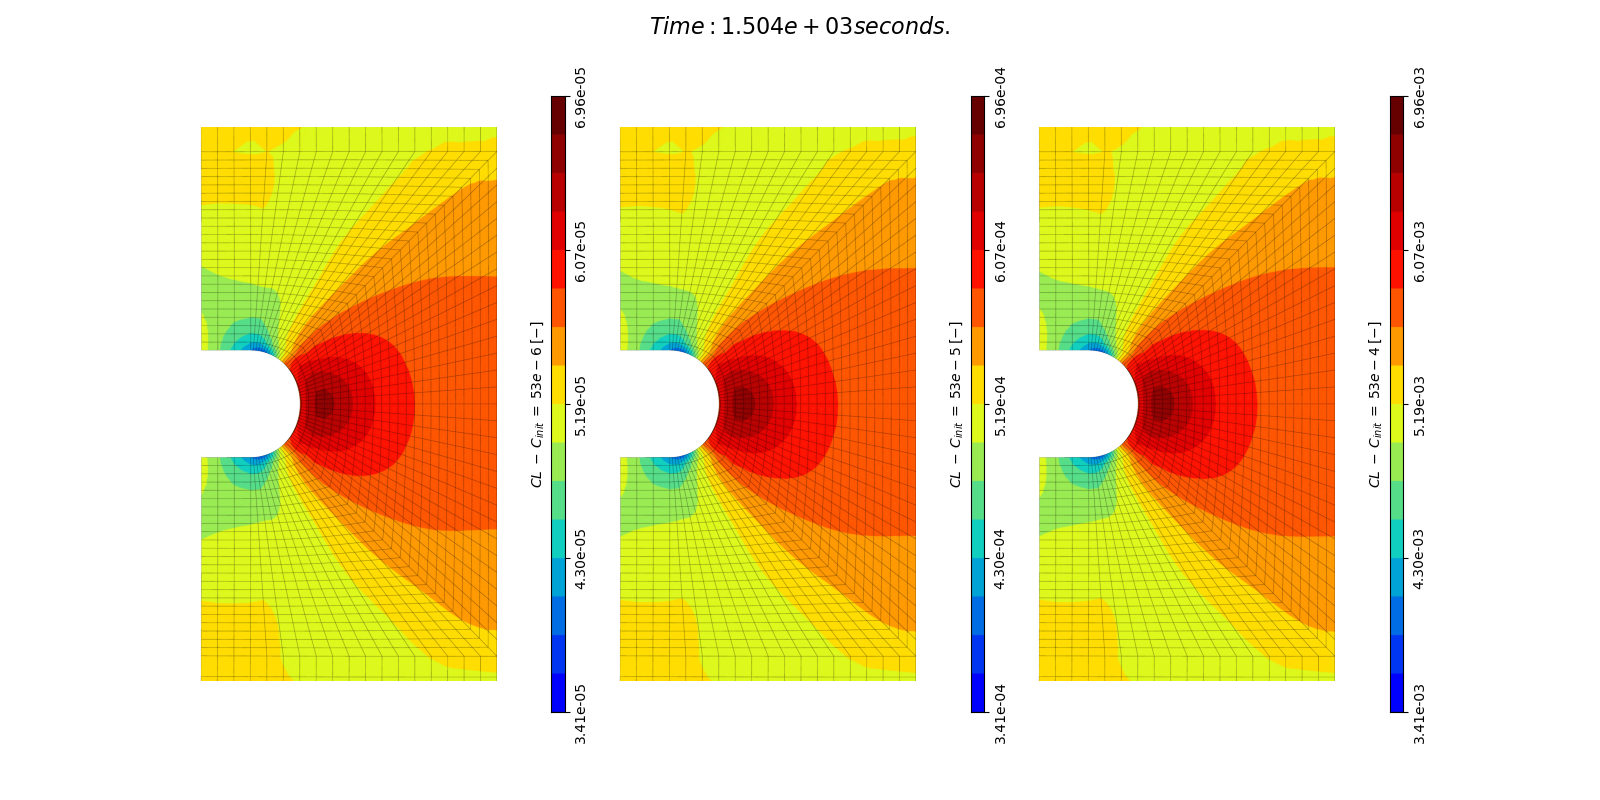 Time : 1.504e + 03seconds.
6.96e-05
6.07e-05
5.19e-05
4.30e-05
3.41e-05
CL − C_init = 53e − 6 [−]
6.96e-04
6.07e-04
5.19e-04
4.30e-04
3.41e-04
CL − C_init = 53e − 5 [−]
6.96e-03
6.07e-03
5.19e-03
4.30e-03
3.41e-03
CL − C_init = 53e − 4 [−]